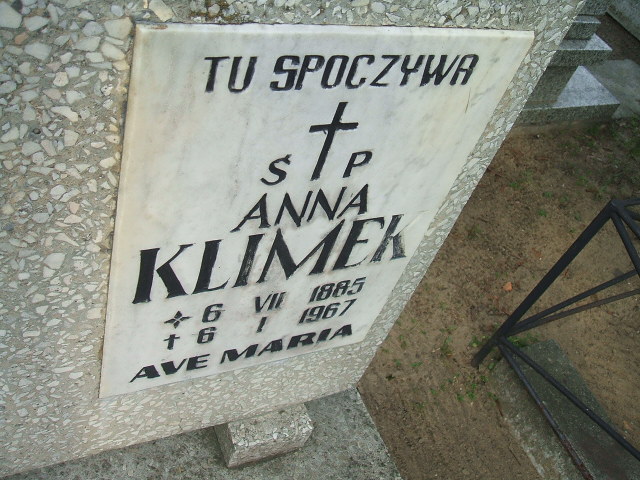 TU SPOCZYWA
Ś P
ANNA
KLIMEK
6 VII 1885
† 6 I 1967
AVE MARIA